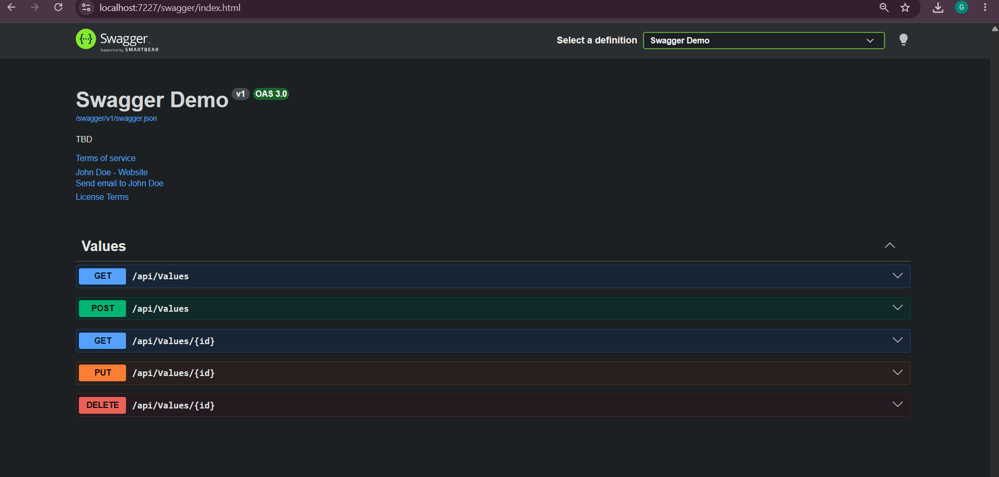 localhost:7227/swagger/index.html
G
Swagger
Supported by SMARTBEAR
Select a definition
Swagger Demo
Swagger Demo v1 OAS 3.0
/swagger/v1/swagger.json
TBD
Terms of service
John Doe - Website
Send email to John Doe
License Terms
Values
GET /api/Values
POST /api/Values
GET /api/Values/{id}
PUT /api/Values/{id}
DELETE /api/Values/{id}